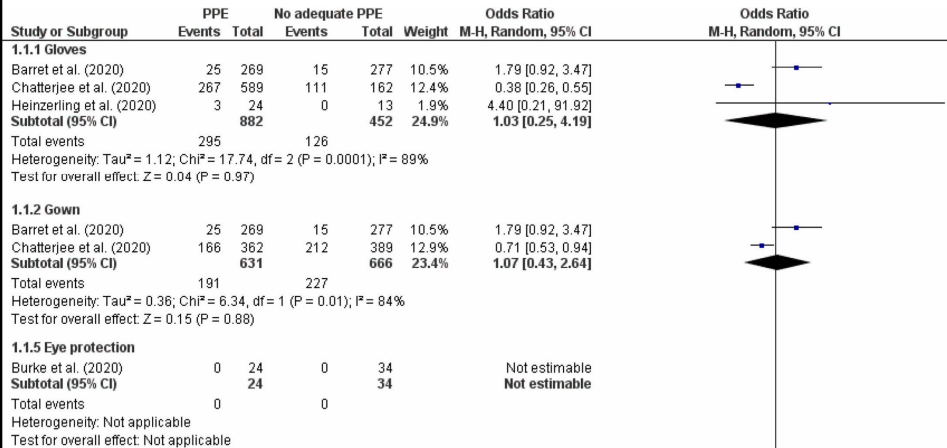 PPE No adequate PPE Odds Ratio Odds Ratio
Study or Subgroup Events Total Events Total Weight M-H, Random, 95% CI M-H, Random, 95% CI
1.1.1 Gloves
Barret et al. (2020) 25 269 15 277 10.5% 1.79 [0.92, 3.47]
Chatterjee et al. (2020) 267 589 111 162 12.4% 0.38 [0.26, 0.55]
Heinzerling et al. (2020) 3 24 0 13 1.9% 4.40 [0.21, 91.92]
Subtotal (95% CI) 882 452 24.9% 1.03 [0.25, 4.19]
Total events 295 126
Heterogeneity: Tau² = 1.12; Chi² = 17.74, df = 2 (P = 0.0001); I² = 89%
Test for overall effect: Z = 0.04 (P = 0.97)
1.1.2 Gown
Barret et al. (2020) 25 269 15 277 10.5% 1.79 [0.92, 3.47]
Chatterjee et al. (2020) 166 362 212 389 12.9% 0.71 [0.53, 0.94]
Subtotal (95% CI) 631 666 23.4% 1.07 [0.43, 2.64]
Total events 191 227
Heterogeneity: Tau² = 0.36; Chi² = 6.34, df = 1 (P = 0.01); I² = 84%
Test for overall effect: Z = 0.15 (P = 0.88)
1.1.5 Eye protection
Burke et al. (2020) 0 24 0 34 Not estimable
Subtotal (95% CI) 24 34 Not estimable
Total events 0 0
Heterogeneity: Not applicable
Test for overall effect: Not applicable